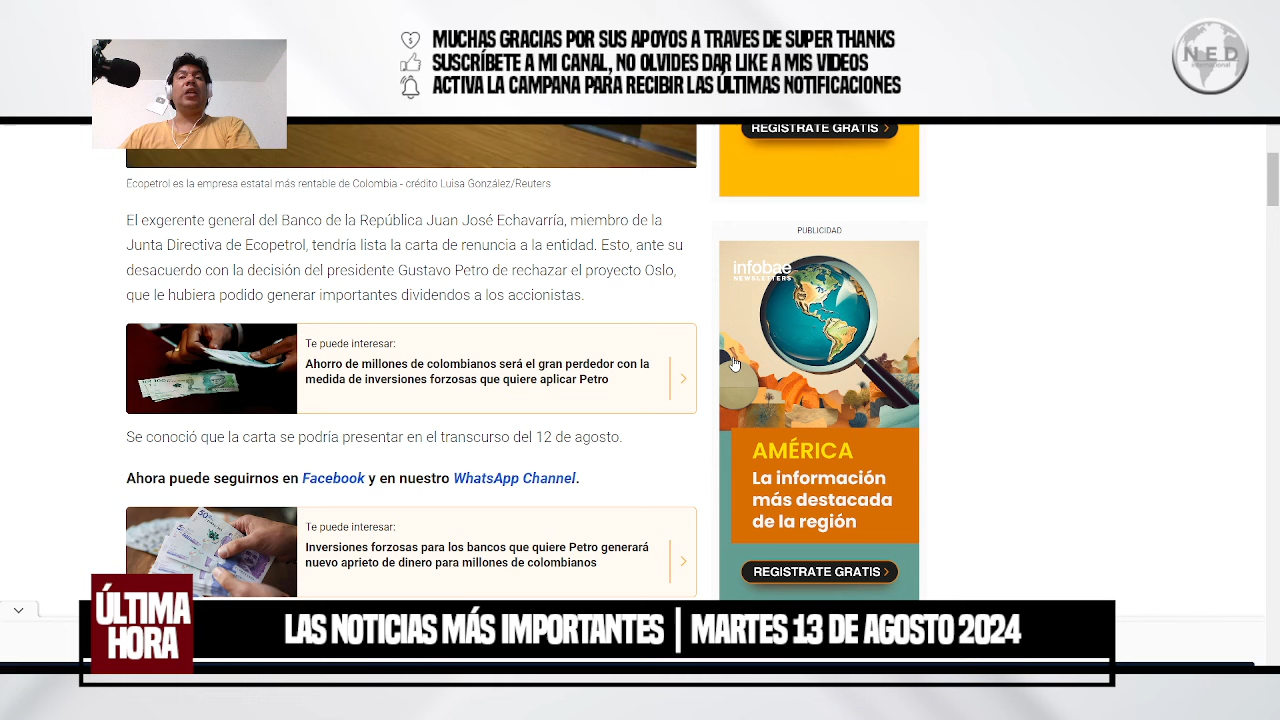 MUCHAS GRACIAS POR SUS APOYOS A TRAVES DE SUPER THANKS
SUSCRÍBETE A MI CANAL, NO OLVIDES DAR LIKE A MIS VIDEOS
ACTIVA LA CAMPANA PARA RECIBIR LAS ÚLTIMAS NOTIFICACIONES
N.E.D
international
REGISTRATE GRATIS
Ecopetrol es la empresa estatal más rentable de Colombia - crédito Luisa González/Reuters
El exgerente general del Banco de la República Juan José Echavarría, miembro de la
Junta Directiva de Ecopetrol, tendría lista la carta de renuncia a la entidad. Esto, ante su
desacuerdo con la decisión del presidente Gustavo Petro de rechazar el proyecto Oslo,
que le hubiera podido generar importantes dividendos a los accionistas.
Te puede interesar:
Ahorro de millones de colombianos será el gran perdedor con la
medida de inversiones forzosas que quiere aplicar Petro
Se conoció que la carta se podría presentar en el transcurso del 12 de agosto.
Ahora puede seguirnos en Facebook y en nuestro WhatsApp Channel.
Te puede interesar:
Inversiones forzosas para los bancos que quiere Petro generará
nuevo aprieto de dinero para millones de colombianos
PUBLICIDAD
infobae
NEWSLETTERS
AMÉRICA
La información
más destacada
de la región
REGISTRATE GRATIS
ÚLTIMA
HORA
LAS NOTICIAS MÁS IMPORTANTES | MARTES 13 DE AGOSTO 2024